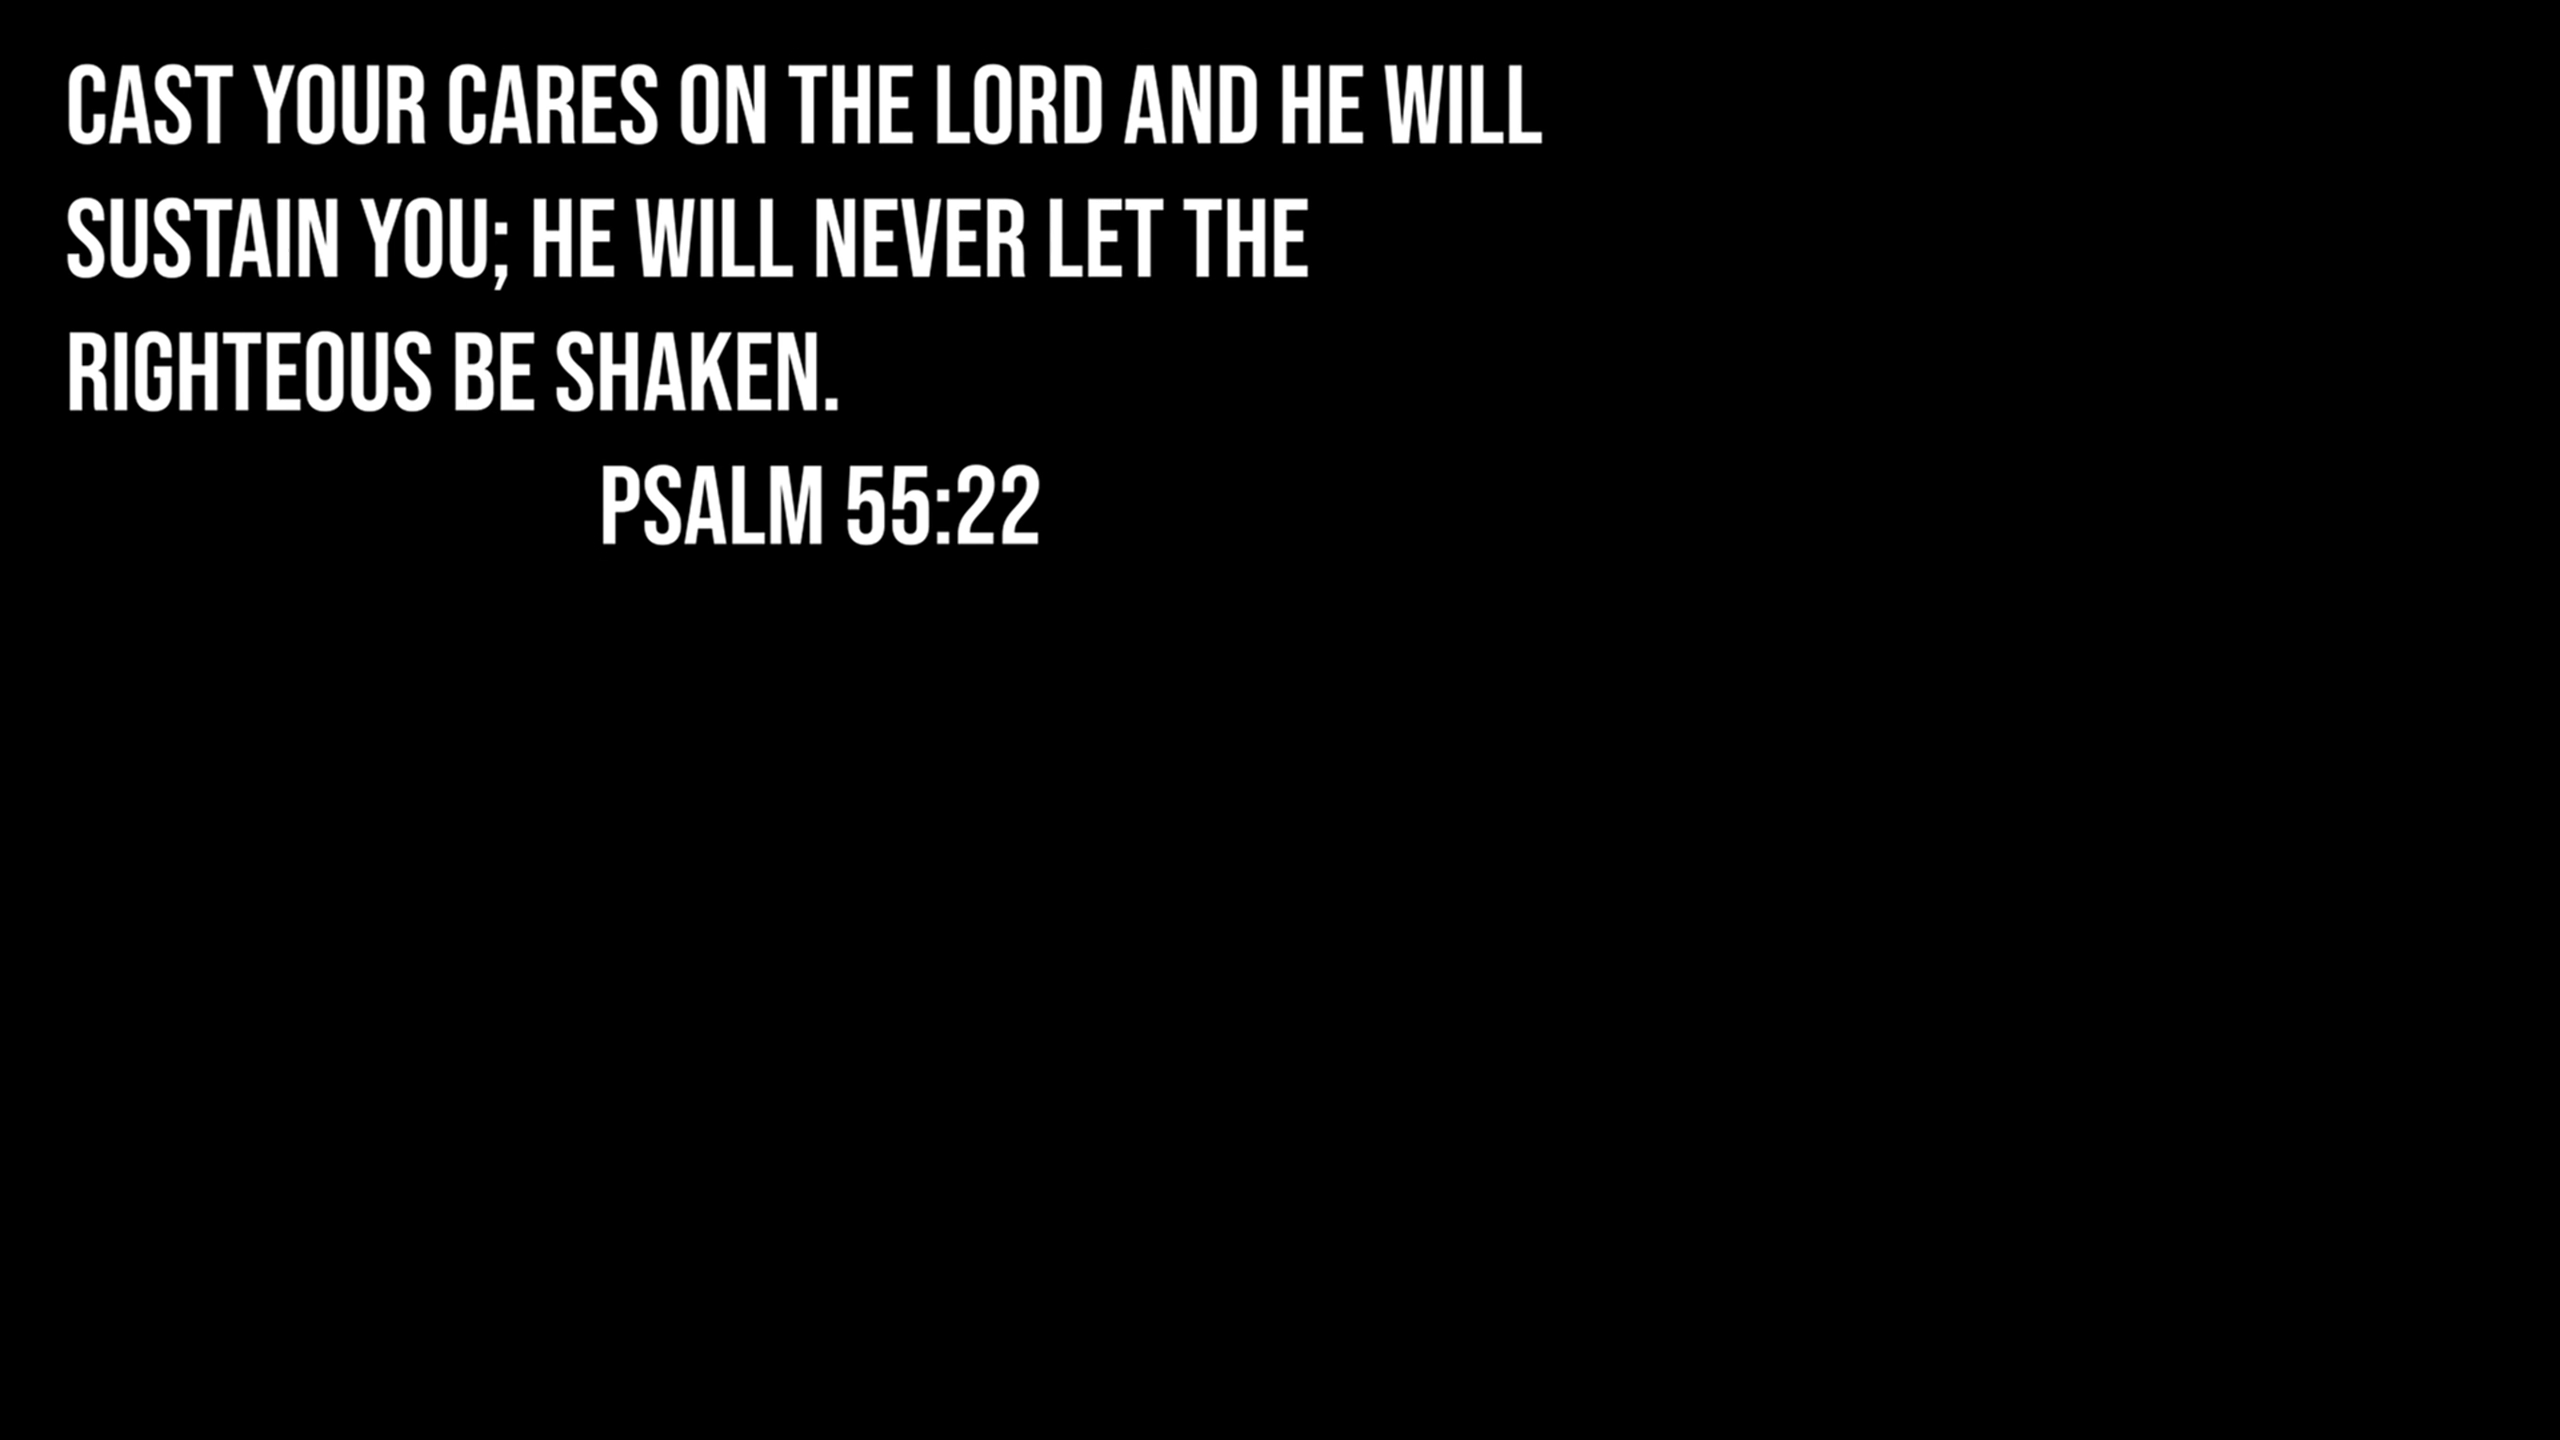 CAST YOUR CARES ON THE LORD AND HE WILL
SUSTAIN YOU; HE WILL NEVER LET THE
RIGHTEOUS BE SHAKEN.
PSALM 55:22